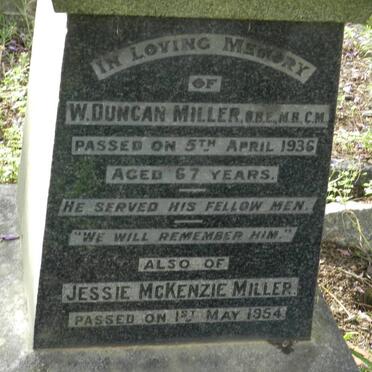 IN LOVING MEMORY
OF
W. DUNCAN MILLER, O.B.E., M.B., C.M.
PASSED ON 5TH APRIL 1936
AGED 67 YEARS.
HE SERVED HIS FELLOW MEN.
"WE WILL REMEMBER HIM."
ALSO OF
JESSIE MCKENZIE MILLER.
PASSED ON 1ST MAY 1954.